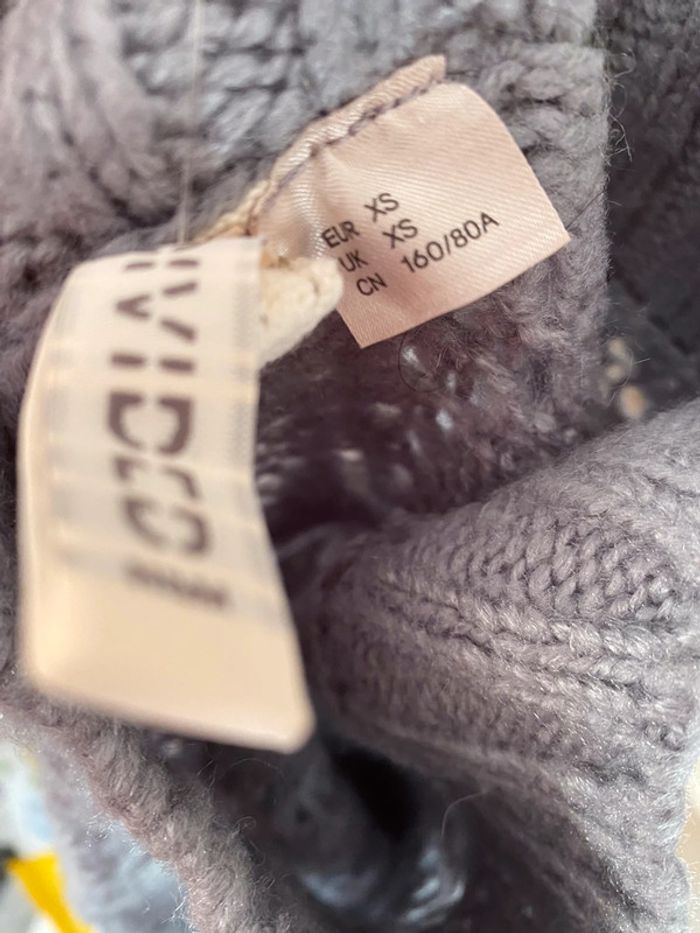 EUR XS
UK XS
CN 160/80A